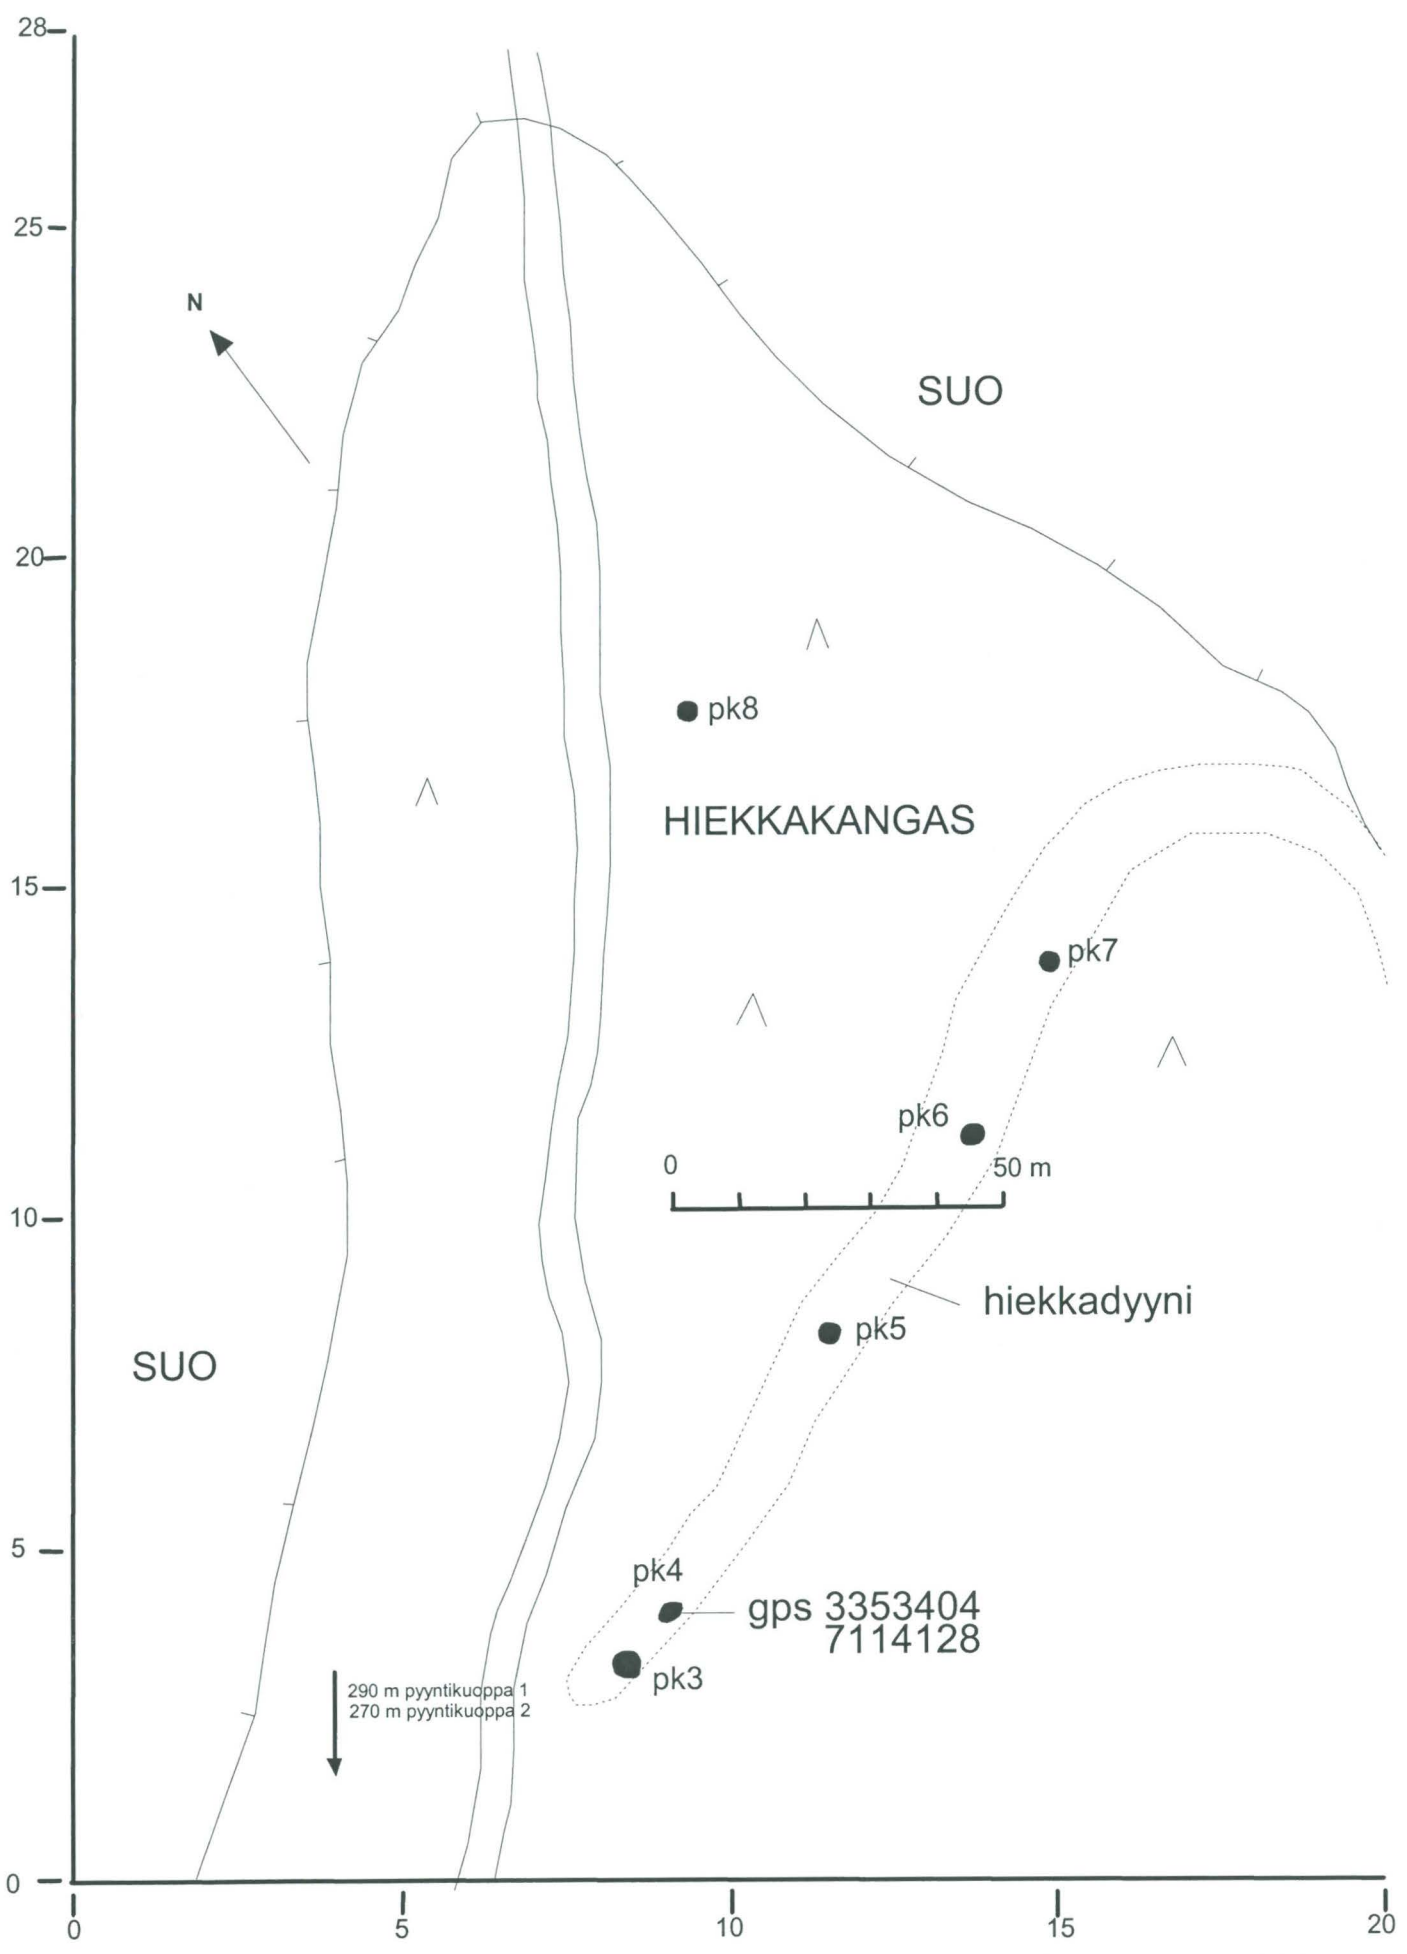 28
25
N
SUO
20
pk8
HIEKKAKANGAS
15
pk7
pk6
0 50 m
10
hiekkadyyni
pk5
SUO
5
pk4
gps 3353404
7114128
pk3
290 m pyyntikuoppa 1
270 m pyyntikuoppa 2
0
0 5 10 15 20